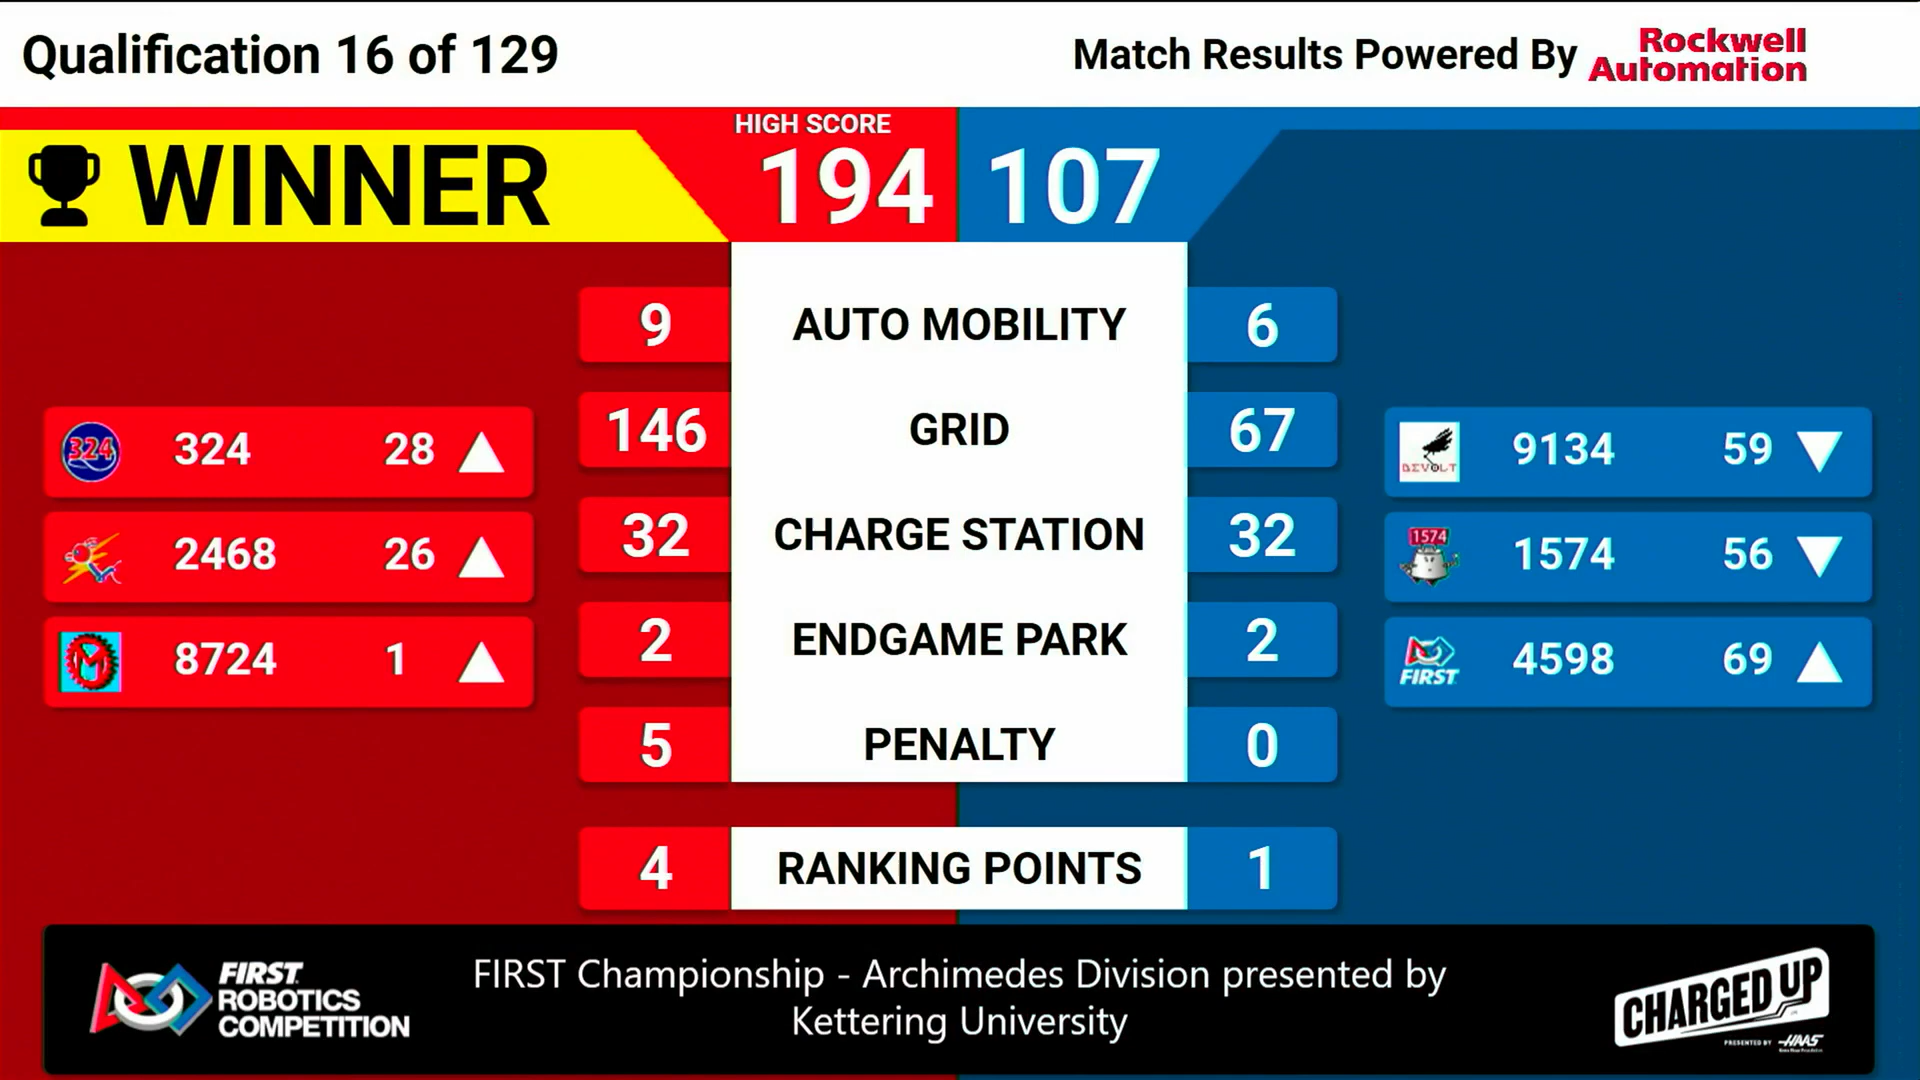 Qualification 16 of 129
Match Results Powered By Rockwell Automation
HIGH SCORE
WINNER 194 107
9 AUTO MOBILITY 6
146 GRID 67
32 CHARGE STATION 32
2 ENDGAME PARK 2
5 PENALTY 0
4 RANKING POINTS 1
324 324 28
2468 26
8724 1
9134 59
1574 1574 56
FIRST 4598 69
FIRST ROBOTICS COMPETITION
FIRST Championship - Archimedes Division presented by
Kettering University
CHARGED UP
PRESENTED BY HAAS